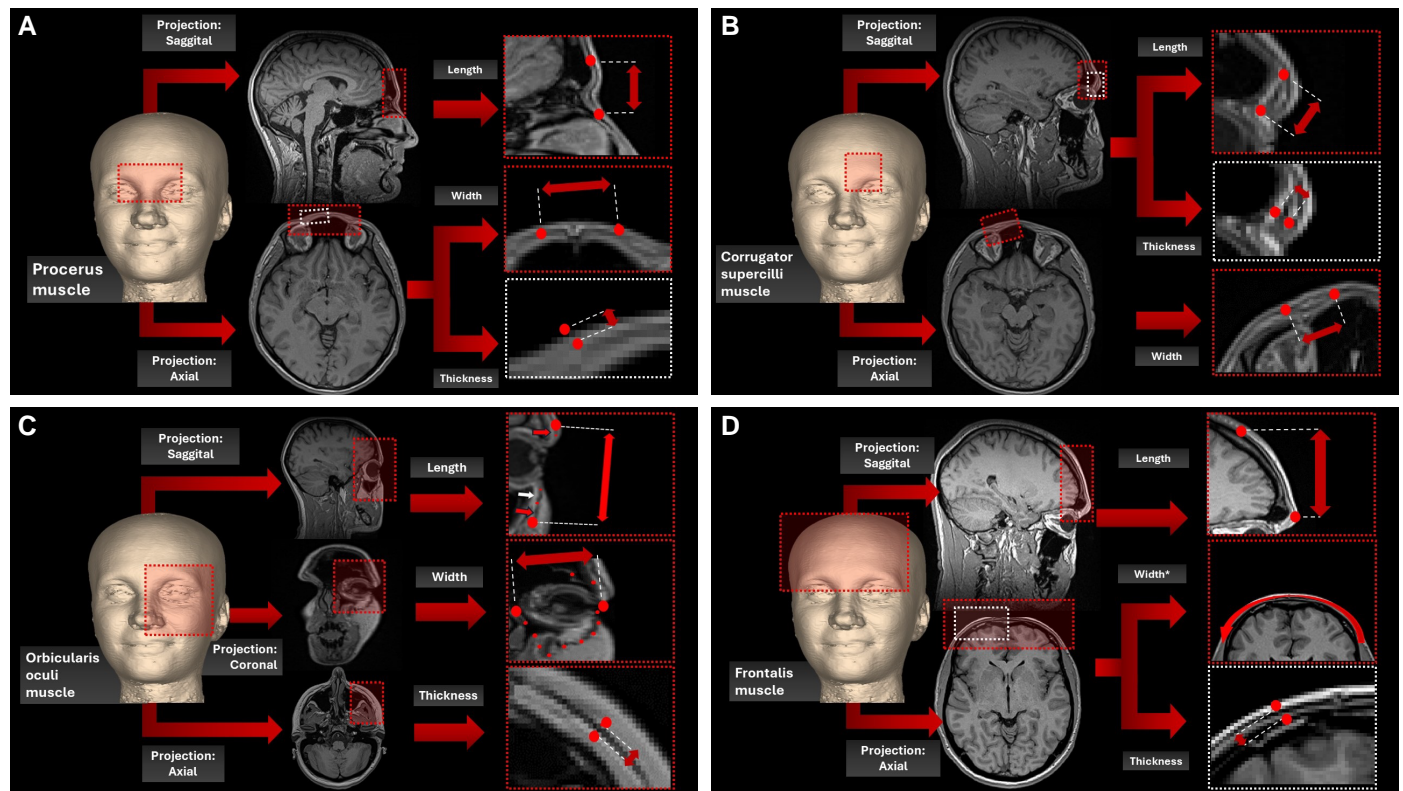 A
Projection:
Saggital
Length
Width
Procerus
muscle
Projection:
Axial
Thickness
B
Projection:
Saggital
Length
Thickness
Corrugator
supercilli
muscle
Projection:
Axial
Width
C
Projection:
Saggital
Length
Width
Orbicularis
oculi
muscle
Projection:
Coronal
Thickness
Projection:
Axial
D
Projection:
Saggital
Length
Width*
Frontalis
muscle
Projection:
Axial
Thickness